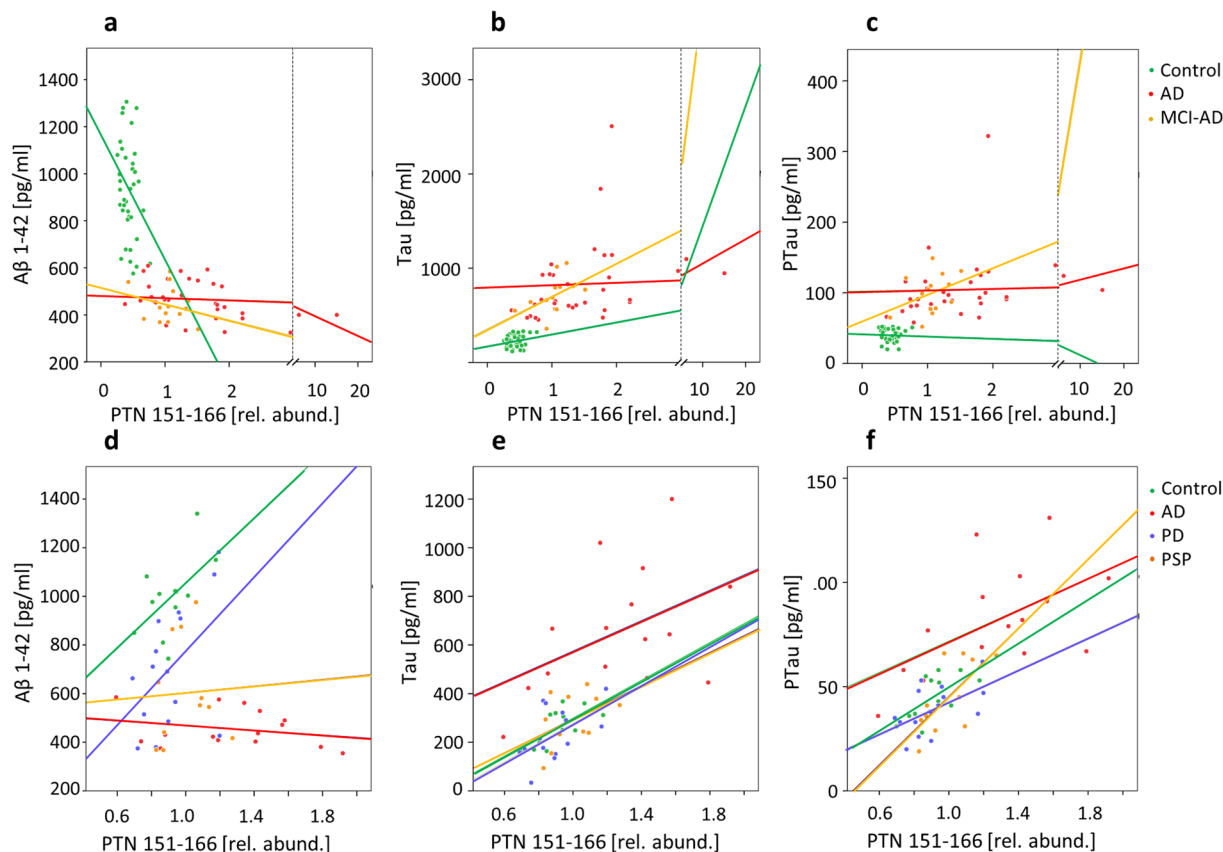 a
b
c
1400
1200
1000
800
600
400
200
Aβ 1-42 [pg/ml]
0 1 2 10 20
PTN 151-166 [rel. abund.]
3000
2000
1000
0
Tau [pg/ml]
0 1 2 10 20
PTN 151-166 [rel. abund.]
400
300
200
100
0
PTau [pg/ml]
0 1 2 10 20
PTN 151-166 [rel. abund.]
Control
AD
MCI-AD
d
e
f
1400
1200
1000
800
600
400
200
Aβ 1-42 [pg/ml]
0.6 1.0 1.4 1.8
PTN 151-166 [rel. abund.]
1200
1000
800
600
400
200
0
Tau [pg/ml]
0.6 1.0 1.4 1.8
PTN 151-166 [rel. abund.]
150
.00
50
0
PTau [pg/ml]
0.6 1.0 1.4 1.8
PTN 151-166 [rel. abund.]
Control
AD
PD
PSP